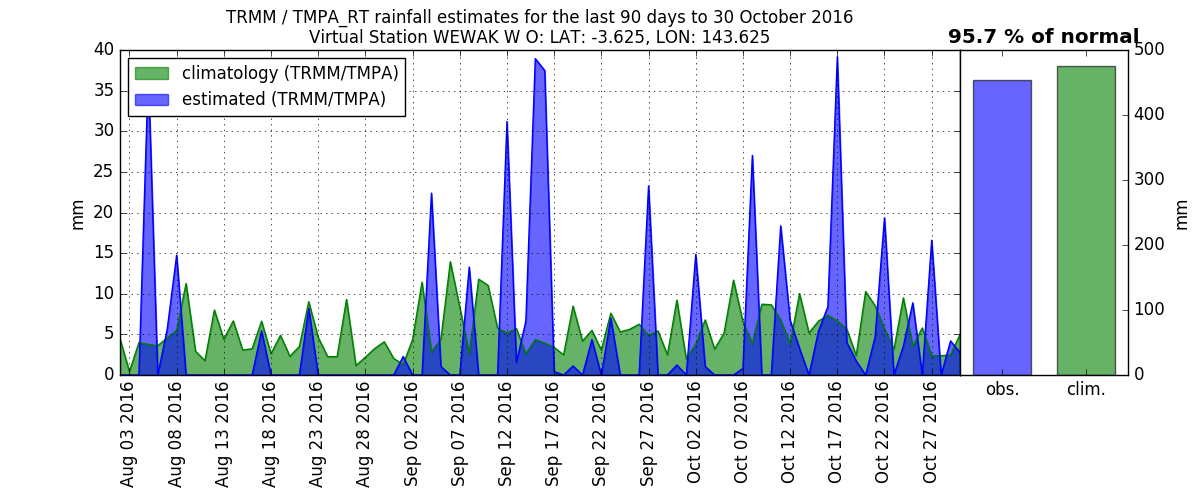 TRMM / TMPA_RT rainfall estimates for the last 90 days to 30 October 2016
Virtual Station WEWAK W O: LAT: -3.625, LON: 143.625
95.7 % of normal
climatology (TRMM/TMPA)
estimated (TRMM/TMPA)
mm
40
35
30
25
20
15
10
5
0
Aug 03 2016
Aug 08 2016
Aug 13 2016
Aug 18 2016
Aug 23 2016
Aug 28 2016
Sep 02 2016
Sep 07 2016
Sep 12 2016
Sep 17 2016
Sep 22 2016
Sep 27 2016
Oct 02 2016
Oct 07 2016
Oct 12 2016
Oct 17 2016
Oct 22 2016
Oct 27 2016
obs.
clim.
500
400
300
200
100
0
mm